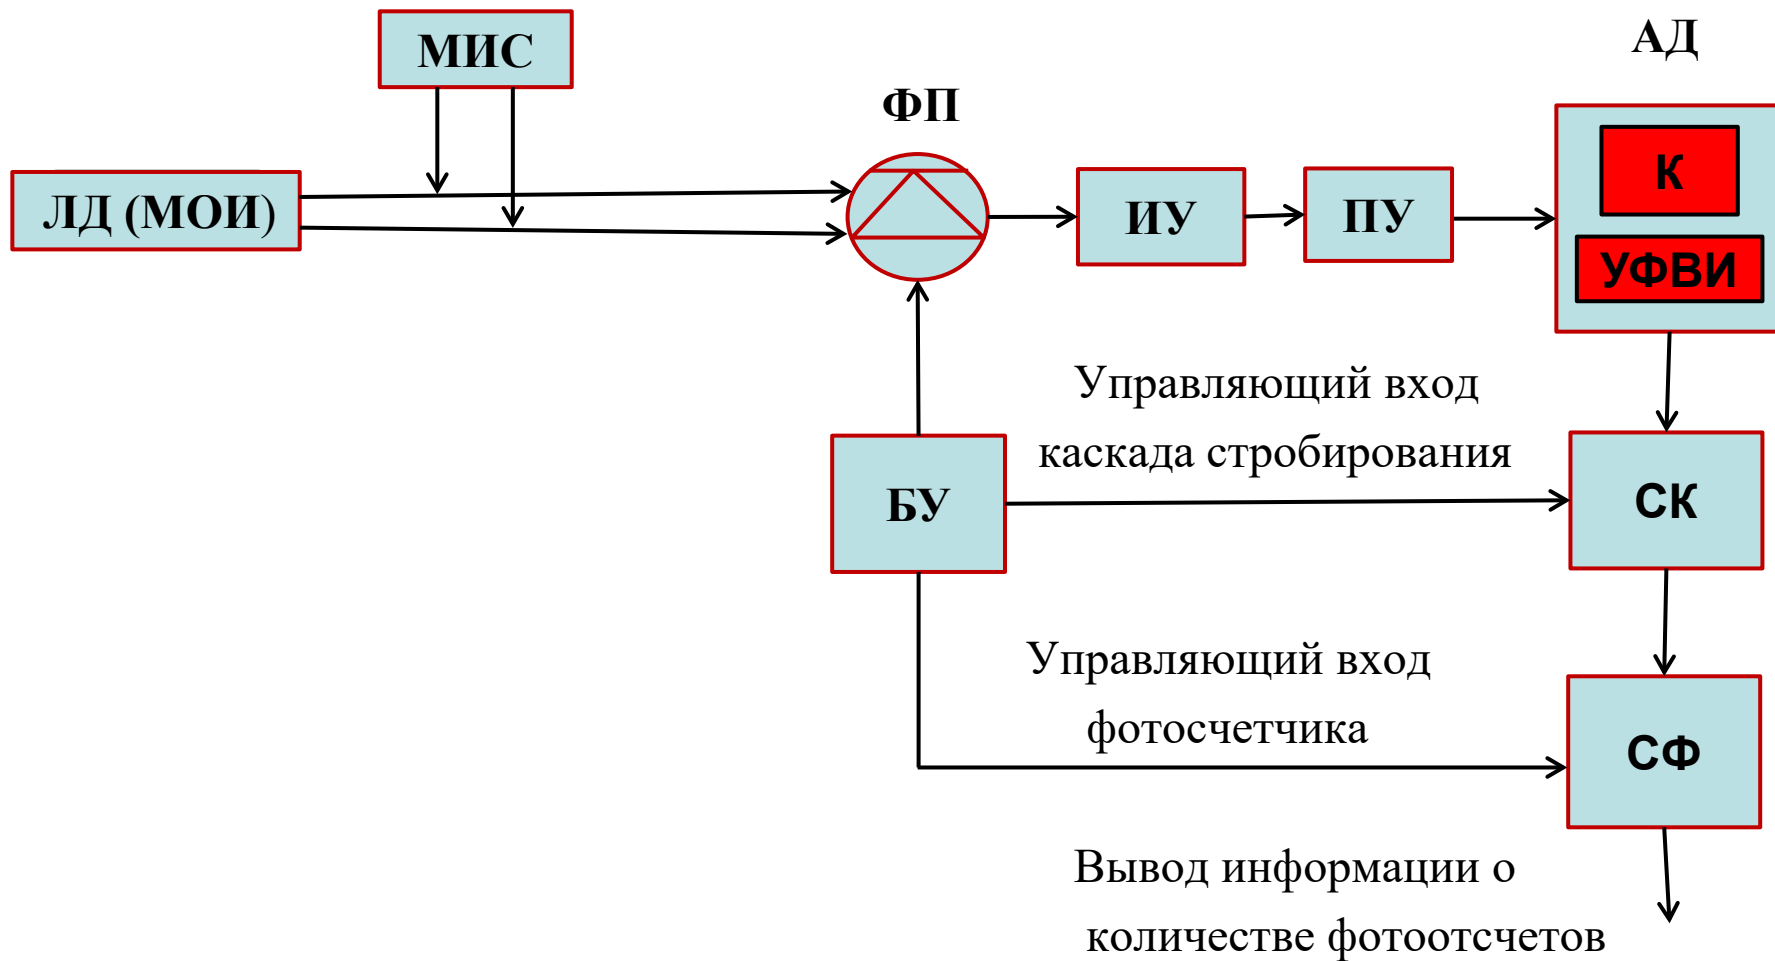 МИС
АД
ФП
К
ЛД (МОИ)
ИУ
ПУ
УФВИ
Управляющий вход
каскада стробирования
БУ
СК
Управляющий вход
фотосчетчика
СФ
Вывод информации о
количестве фотоотсчетов